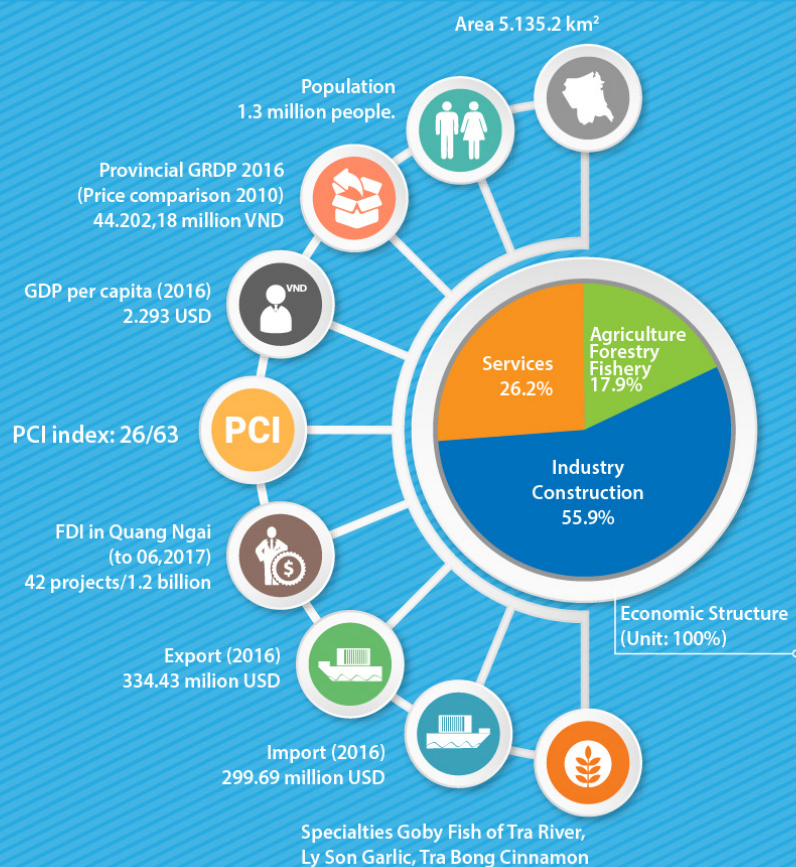 Area 5.135.2 km²
Population
1.3 million people.
Provincial GRDP 2016
(Price comparison 2010)
44.202,18 million VND
VND
GDP per capita (2016)
2.293 USD
PCI
PCI index: 26/63
FDI in Quang Ngai
(to 06,2017)
42 projects/1.2 billion
$
Export (2016)
334.43 milion USD
Import (2016)
299.69 million USD
Specialties Goby Fish of Tra River,
Ly Son Garlic, Tra Bong Cinnamon
Services
26.2%
Agriculture
Forestry
Fishery
17.9%
Industry
Construction
55.9%
Economic Structure
(Unit: 100%)